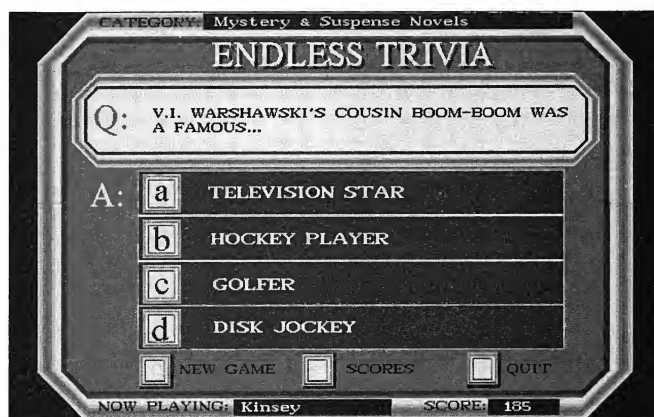 CATEGORY: Mystery & Suspense Novels
ENDLESS TRIVIA
Q: V.I. WARSHAWSKI'S COUSIN BOOM-BOOM WAS
A FAMOUS...
A: a TELEVISION STAR
b HOCKEY PLAYER
c GOLFER
d DISK JOCKEY
NEW GAME SCORES QUIT
NOW PLAYING: Kinsey SCORE: 185